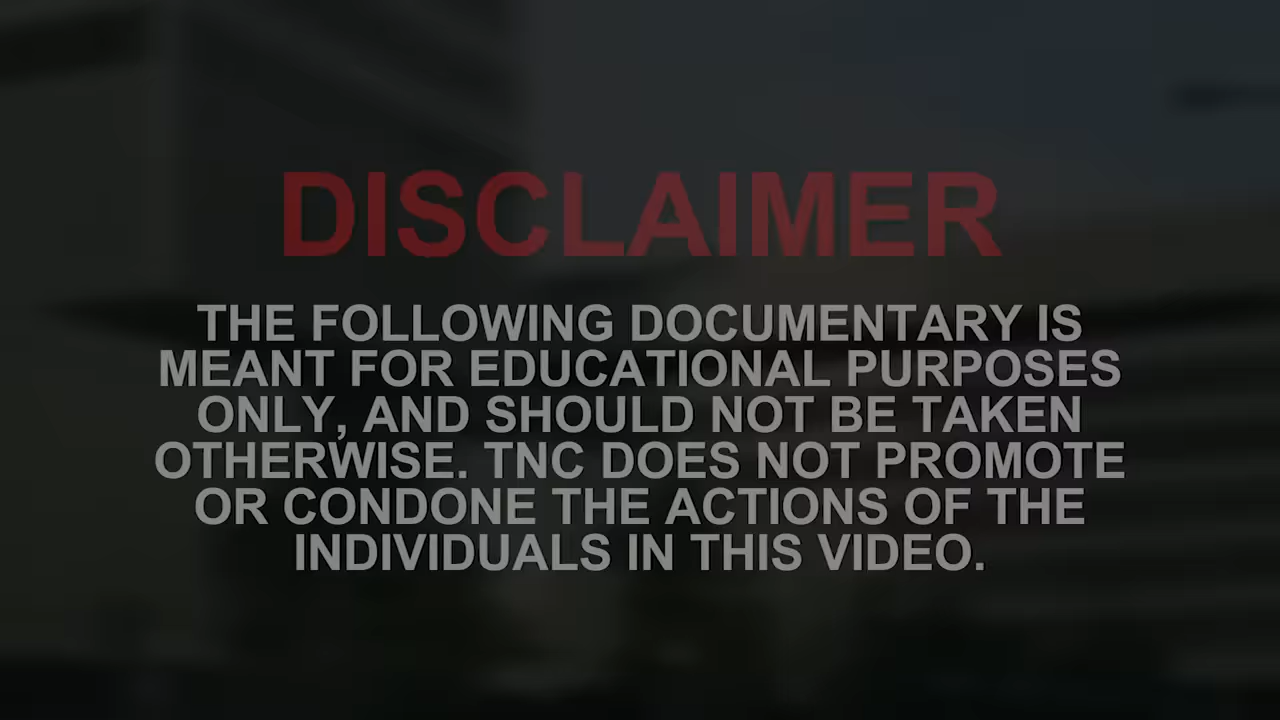 DISCLAIMER
THE FOLLOWING DOCUMENTARY IS
MEANT FOR EDUCATIONAL PURPOSES
ONLY, AND SHOULD NOT BE TAKEN
OTHERWISE. TNC DOES NOT PROMOTE
OR CONDONE THE ACTIONS OF THE
INDIVIDUALS IN THIS VIDEO.